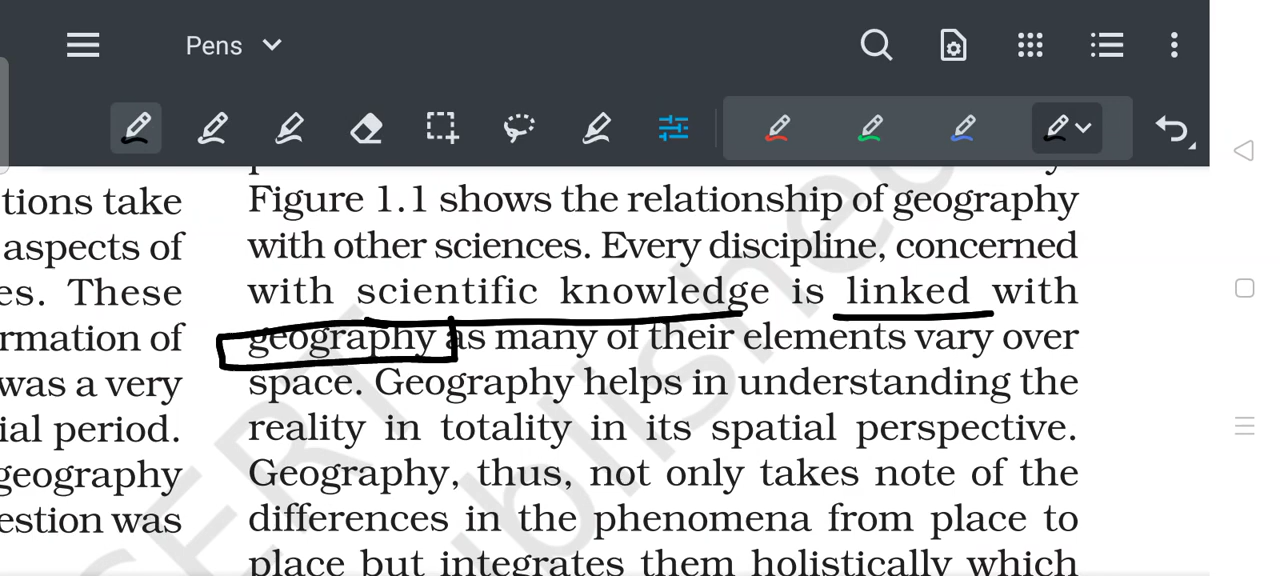 Pens
tions take
aspects of
es. These
rmation of
was a very
ial period.
geography
estion was
Figure 1.1 shows the relationship of geography
with other sciences. Every discipline, concerned
with scientific knowledge is linked with
geography as many of their elements vary over
space. Geography helps in understanding the
reality in totality in its spatial perspective.
Geography, thus, not only takes note of the
differences in the phenomena from place to
place but integrates them holistically which